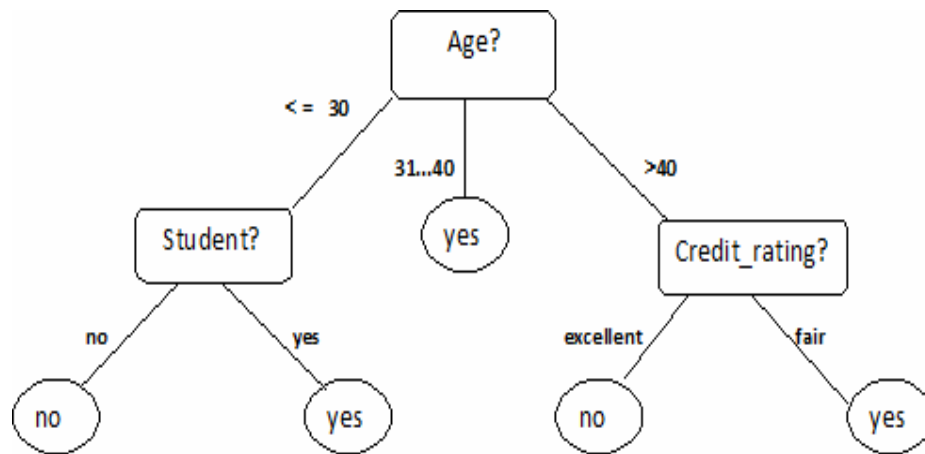 Age?
< = 30
31...40
>40
Student?
yes
Credit_rating?
no
yes
excellent
fair
no
yes
no
yes